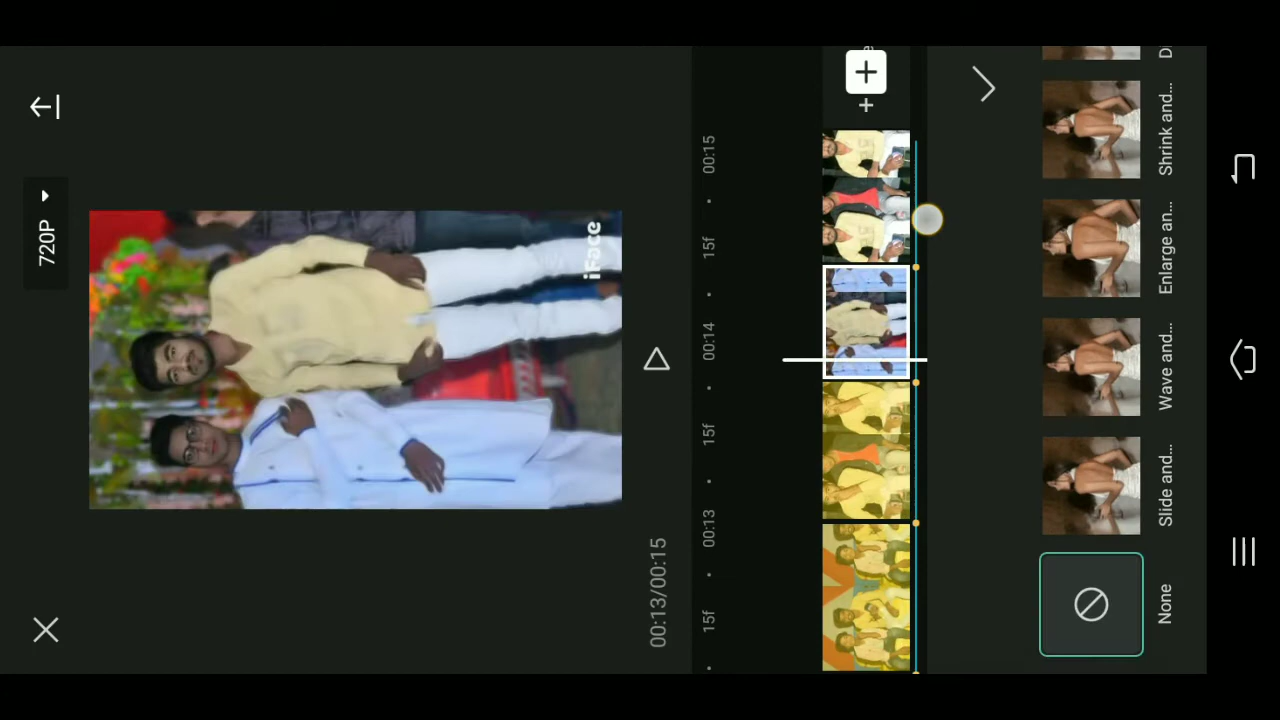 720P
iFace
00:13/00:15
15f
00:13
15f
00:14
15f
00:15
None
Slide and...
Wave and...
Enlarge an...
Shrink and...